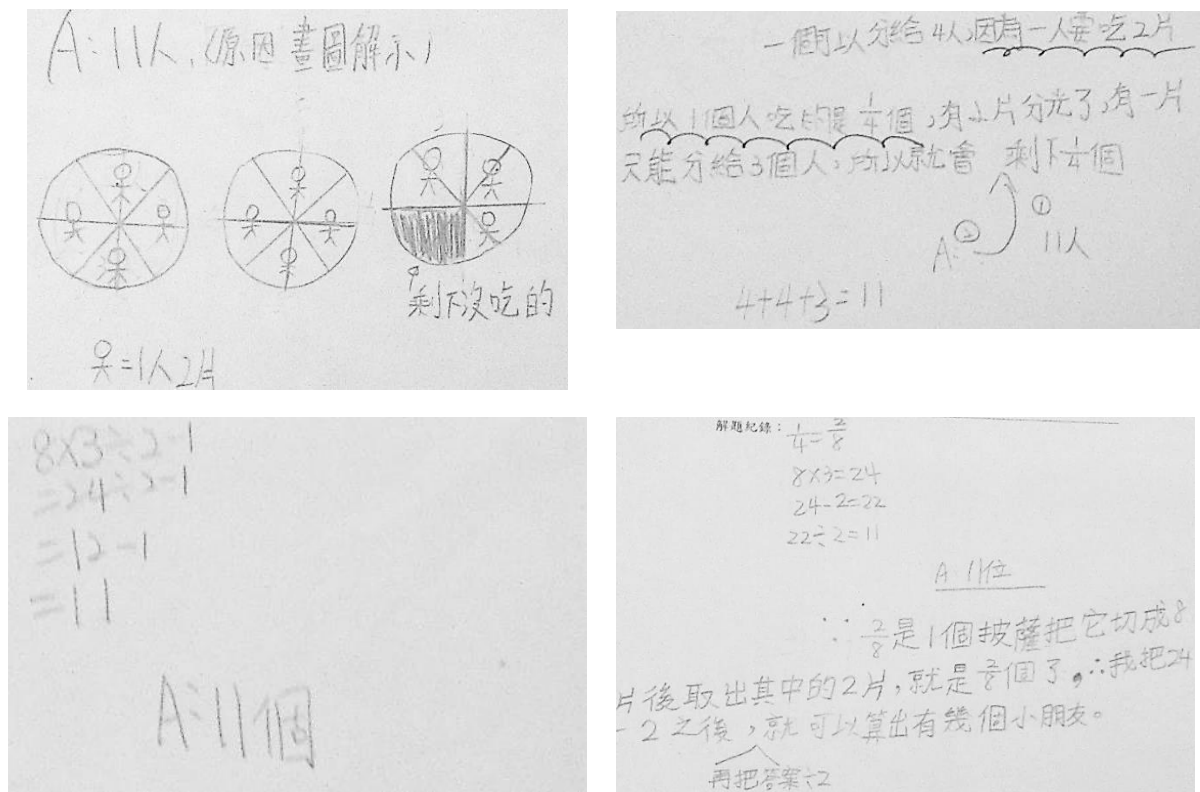 A：11人，(原因畫圖解示)
剩下沒吃的
=1人2片
一個可以分給4人，因為一人要吃2片
所以1個人吃的是1/4個，有2片分光了，有一片
只能分給3個人，所以就會 剩下1/4個
①
A：② 11人
4+4+3=11
8×3÷2-1
=24÷2-1
=12-1
=11
A：11個
解題紀錄：1/4=2/8
8×3=24
24-2=22
22÷2=11
A：11位
∵2/8是1個披薩把它切成8
片後取出其中的2片，就是2/8個了，∴我把24
-2之後，就可以算出有幾個小朋友。
再把答案÷2